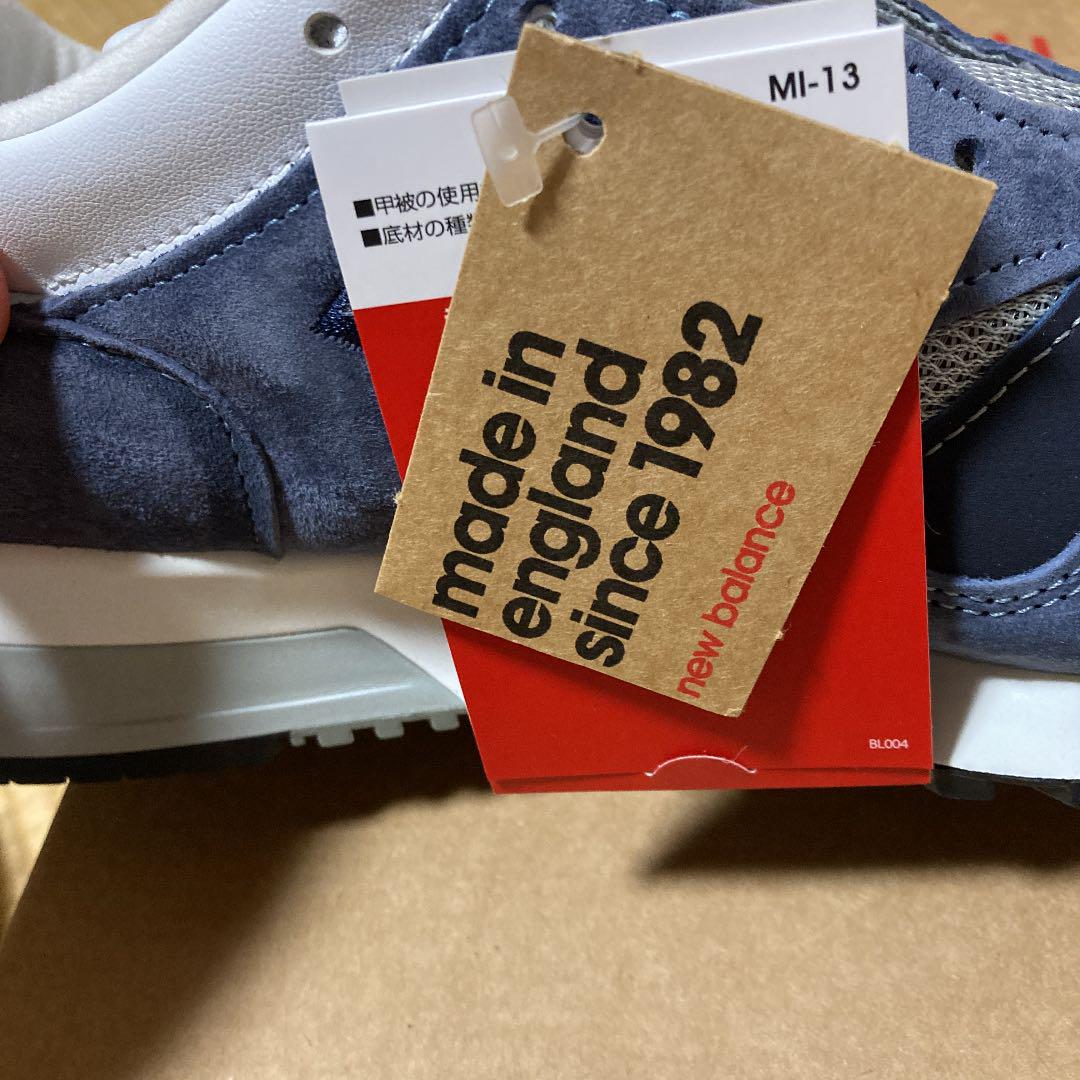 MI-13
■甲被の使用
■底材の種類
made in
england
since 1982
new balance
BL004